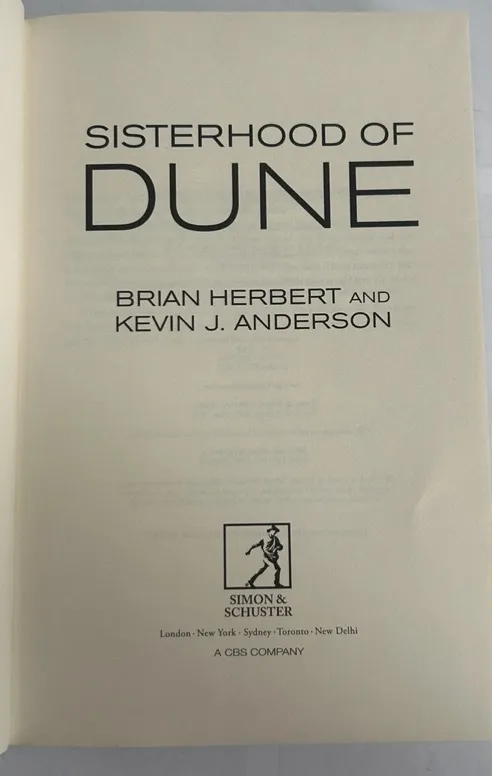 SISTERHOOD OF
DUNE
BRIAN HERBERT AND
KEVIN J. ANDERSON
SIMON &
SCHUSTER
London · New York · Sydney · Toronto · New Delhi
A CBS COMPANY